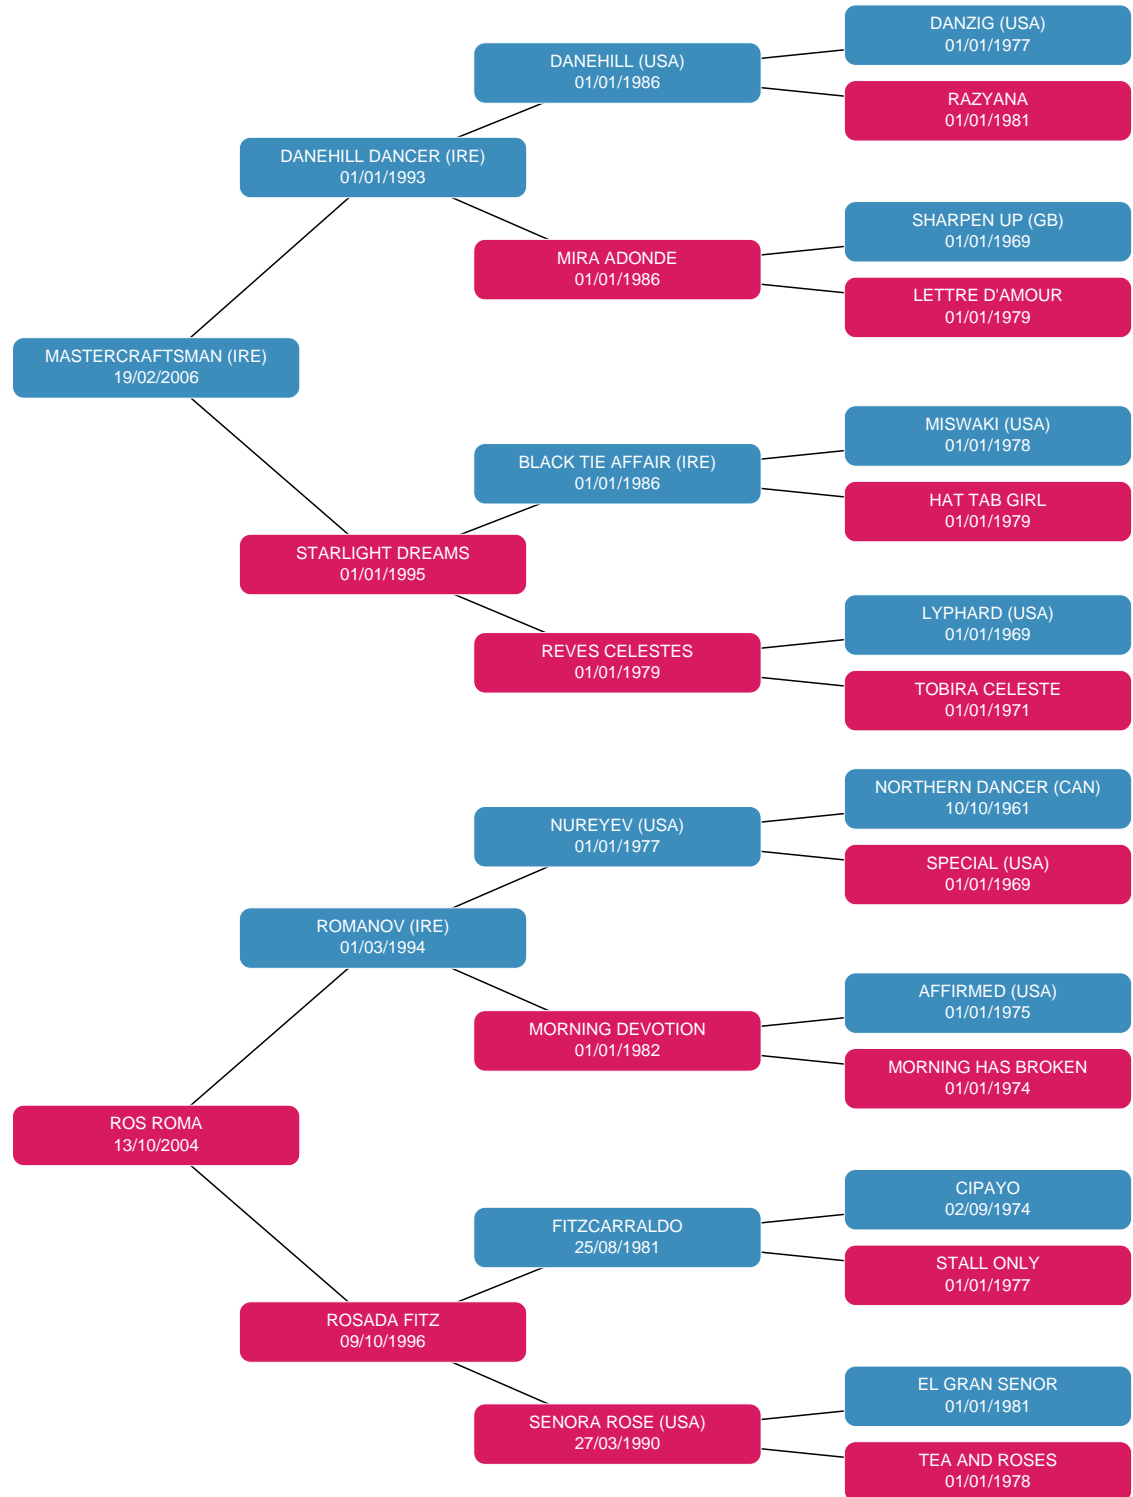 DANZIG (USA)
01/01/1977
DANEHILL (USA)
01/01/1986
RAZYANA
01/01/1981
DANEHILL DANCER (IRE)
01/01/1993
SHARPEN UP (GB)
01/01/1969
MIRA ADONDE
01/01/1986
LETTRE D'AMOUR
01/01/1979
MASTERCRAFTSMAN (IRE)
19/02/2006
MISWAKI (USA)
01/01/1978
BLACK TIE AFFAIR (IRE)
01/01/1986
HAT TAB GIRL
01/01/1979
STARLIGHT DREAMS
01/01/1995
LYPHARD (USA)
01/01/1969
REVES CELESTES
01/01/1979
TOBIRA CELESTE
01/01/1971
NORTHERN DANCER (CAN)
10/10/1961
NUREYEV (USA)
01/01/1977
SPECIAL (USA)
01/01/1969
ROMANOV (IRE)
01/03/1994
AFFIRMED (USA)
01/01/1975
MORNING DEVOTION
01/01/1982
MORNING HAS BROKEN
01/01/1974
ROS ROMA
13/10/2004
CIPAYO
02/09/1974
FITZCARRALDO
25/08/1981
STALL ONLY
01/01/1977
ROSADA FITZ
09/10/1996
EL GRAN SENOR
01/01/1981
SENORA ROSE (USA)
27/03/1990
TEA AND ROSES
01/01/1978